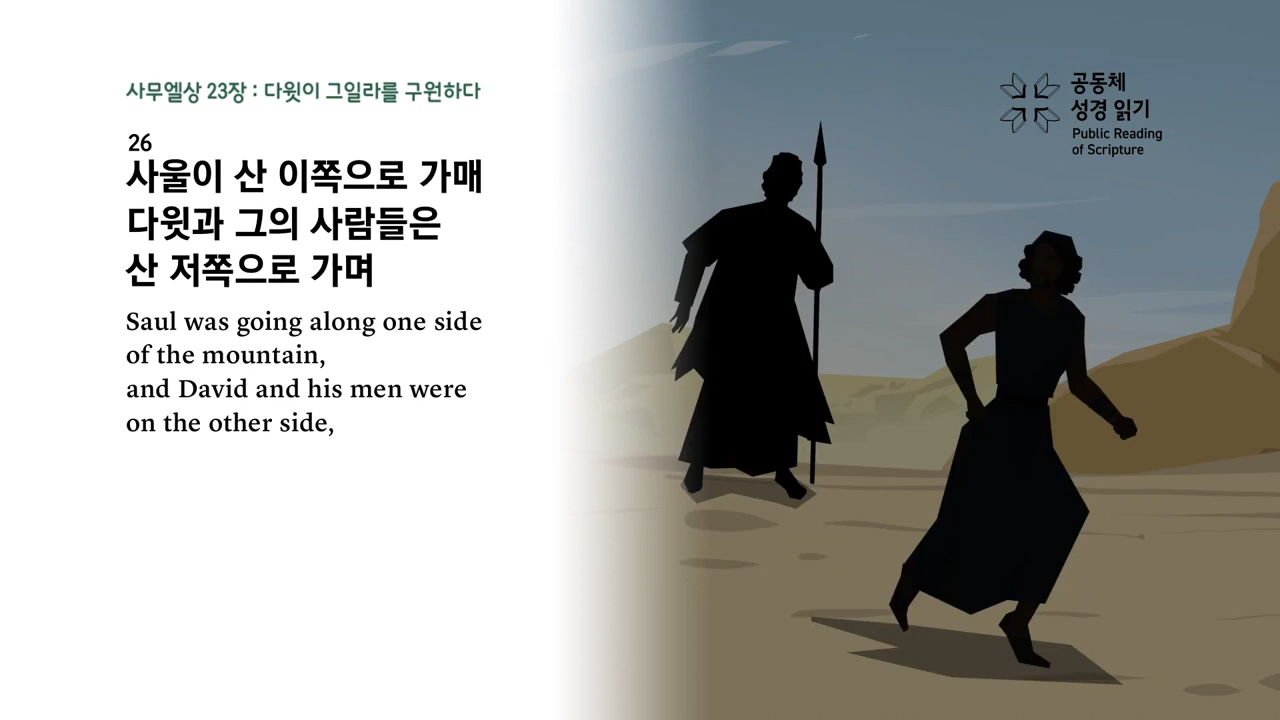 사무엘상 23장 : 다윗이 그일라를 구원하다
26
사울이 산 이쪽으로 가매
다윗과 그의 사람들은
산 저쪽으로 가며
Saul was going along one side
of the mountain,
and David and his men were
on the other side,
공동체
성경 읽기
Public Reading
of Scripture